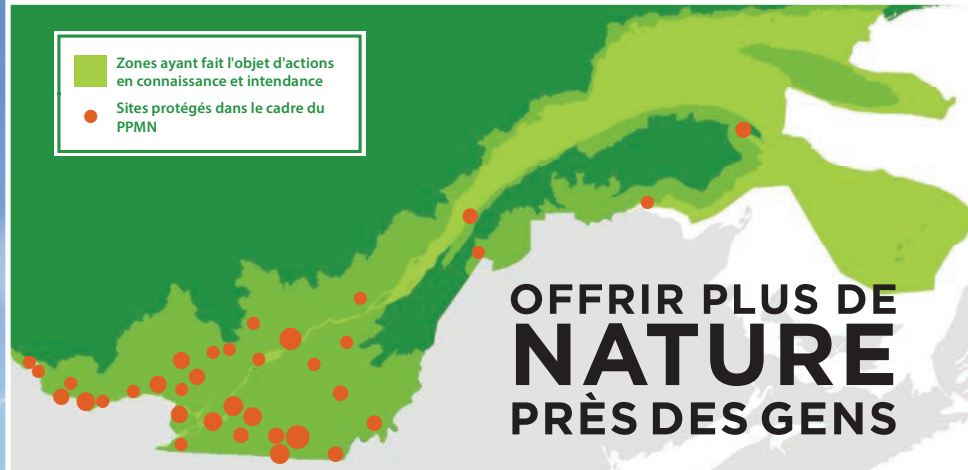 Zones ayant fait l'objet d'actions
en connaissance et intendance
Sites protégés dans le cadre du
PPMN
OFFRIR PLUS DE
NATURE
PRÈS DES GENS